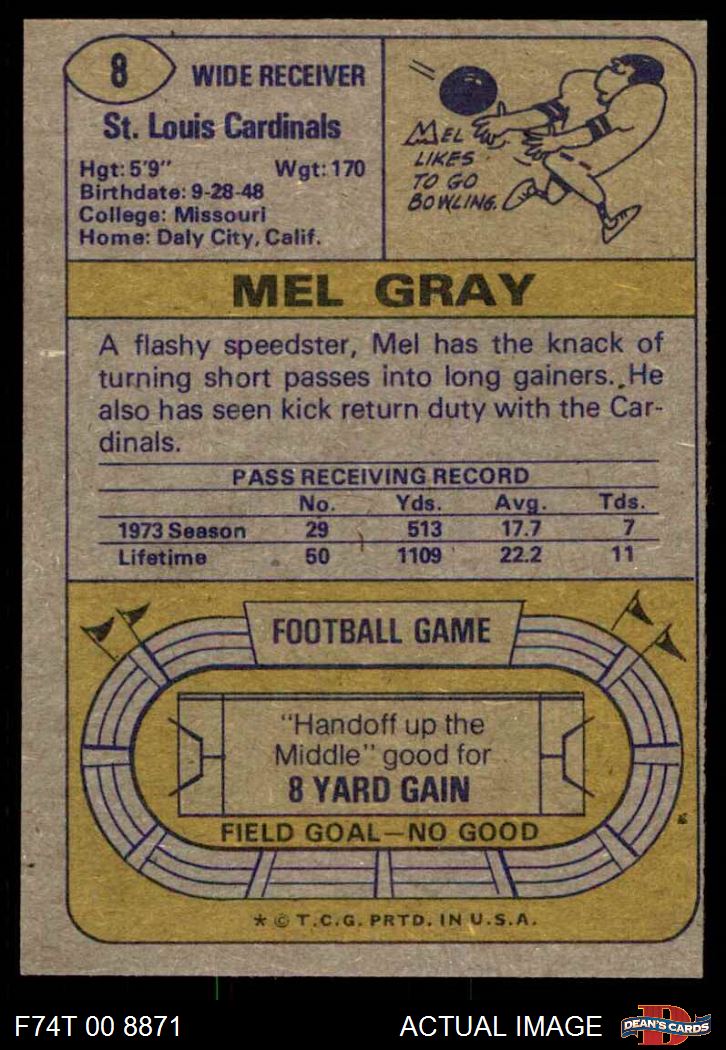 8
WIDE RECEIVER
St. Louis Cardinals
Hgt: 5'9" Wgt: 170
Birthdate: 9-28-48
College: Missouri
Home: Daly City, Calif.
MEL
LIKES
TO GO
BOWLING.
MEL GRAY
A flashy speedster, Mel has the knack of
turning short passes into long gainers. He
also has seen kick return duty with the Car-
dinals.
PASS RECEIVING RECORD
No. Yds. Avg. Tds.
1973 Season 29 513 17.7 7
Lifetime 50 1109 22.2 11
FOOTBALL GAME
"Handoff up the
Middle" good for
8 YARD GAIN
FIELD GOAL—NO GOOD
* © T.C.G. PRTD. IN U.S.A.
F74T 00 8871 ACTUAL IMAGE
D
DEAN'S CARDS